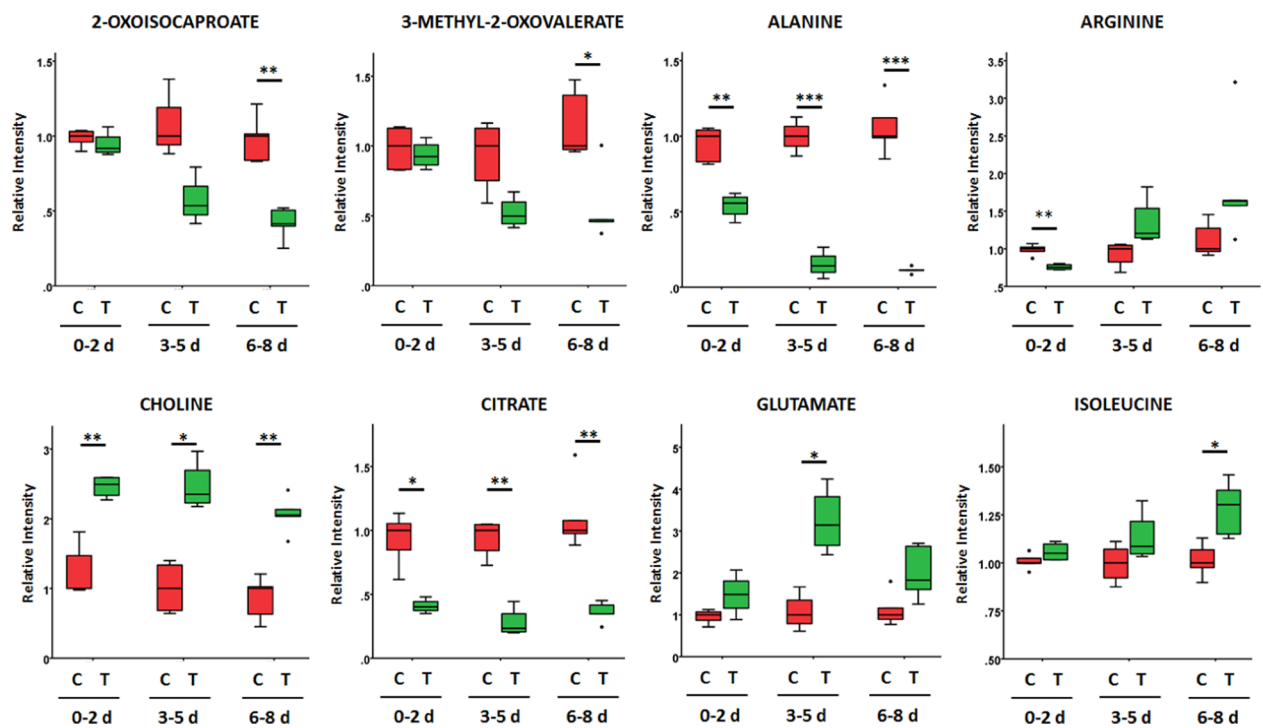 2-OXOISOCAPROATE 3-METHYL-2-OXOVALERATE ALANINE ARGININE
Relative Intensity 1.5 1.0 .5 .0 ** C T C T C T 0-2 d 3-5 d 6-8 d
Relative Intensity 1.5 1.0 .5 .0 * C T C T C T 0-2 d 3-5 d 6-8 d
Relative Intensity 1.5 1.0 .5 .0 ** *** *** C T C T C T 0-2 d 3-5 d 6-8 d
Relative Intensity 3.5 3.0 2.5 2.0 1.5 1.0 .5 ** C T C T C T 0-2 d 3-5 d 6-8 d
CHOLINE CITRATE GLUTAMATE ISOLEUCINE
Relative Intensity 3 2 1 0 ** * ** C T C T C T 0-2 d 3-5 d 6-8 d
Relative Intensity 1.5 1.0 .5 .0 * ** ** C T C T C T 0-2 d 3-5 d 6-8 d
Relative Intensity 5 4 3 2 1 0 * C T C T C T 0-2 d 3-5 d 6-8 d
Relative Intensity 1.50 1.25 1.00 .75 .50 * C T C T C T 0-2 d 3-5 d 6-8 d